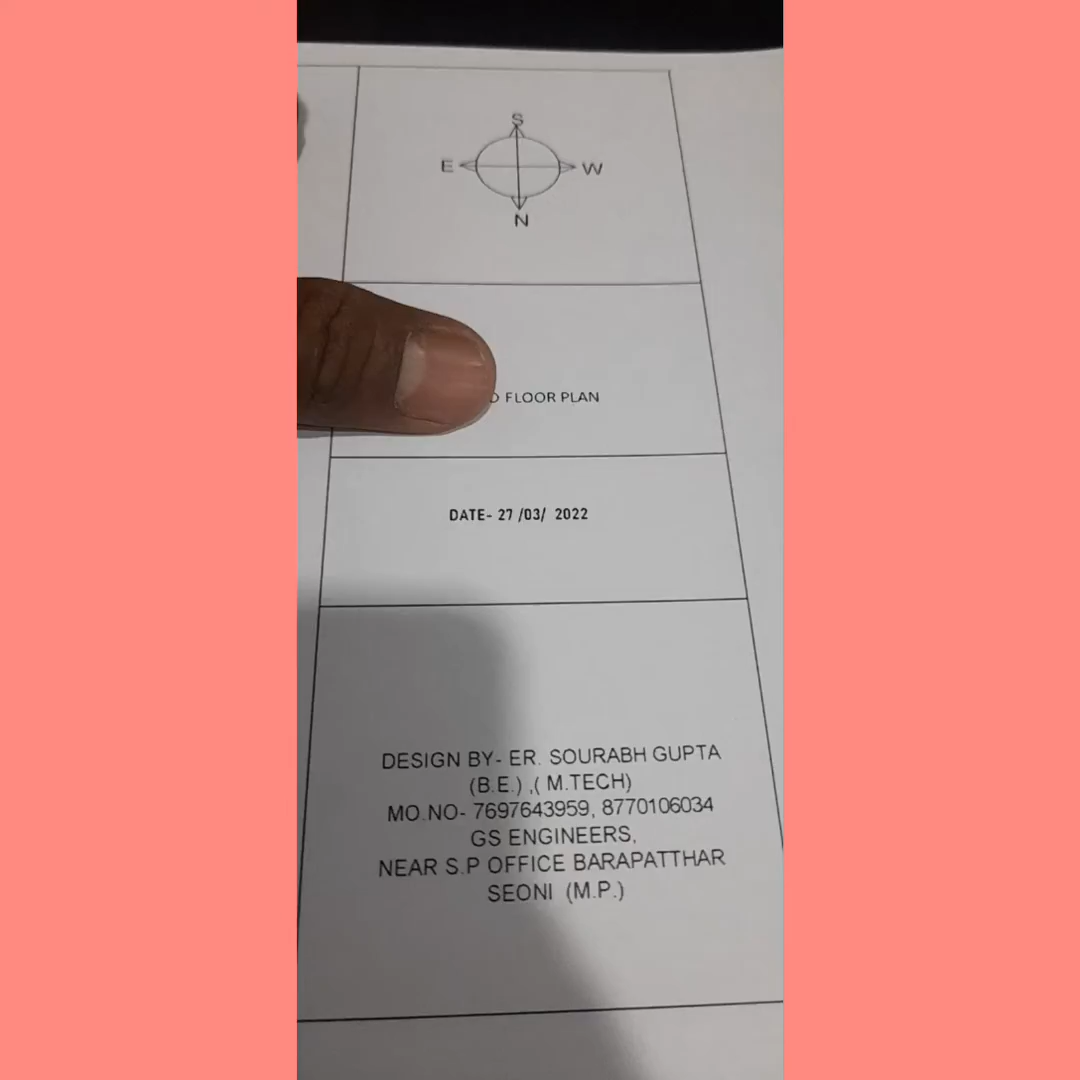 S
E W
N
FLOOR PLAN
DATE- 27 /03/ 2022
DESIGN BY- ER. SOURABH GUPTA
(B.E.) ,( M.TECH)
MO.NO- 7697643959, 8770106034
GS ENGINEERS,
NEAR S.P OFFICE BARAPATTHAR
SEONI (M.P.)